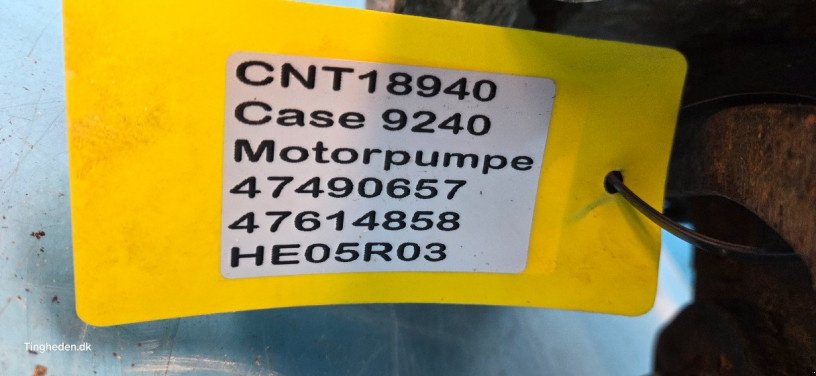 CNT18940
Case 9240
Motorpumpe
47490657
47614858
HE05R03
Tingheden.dk